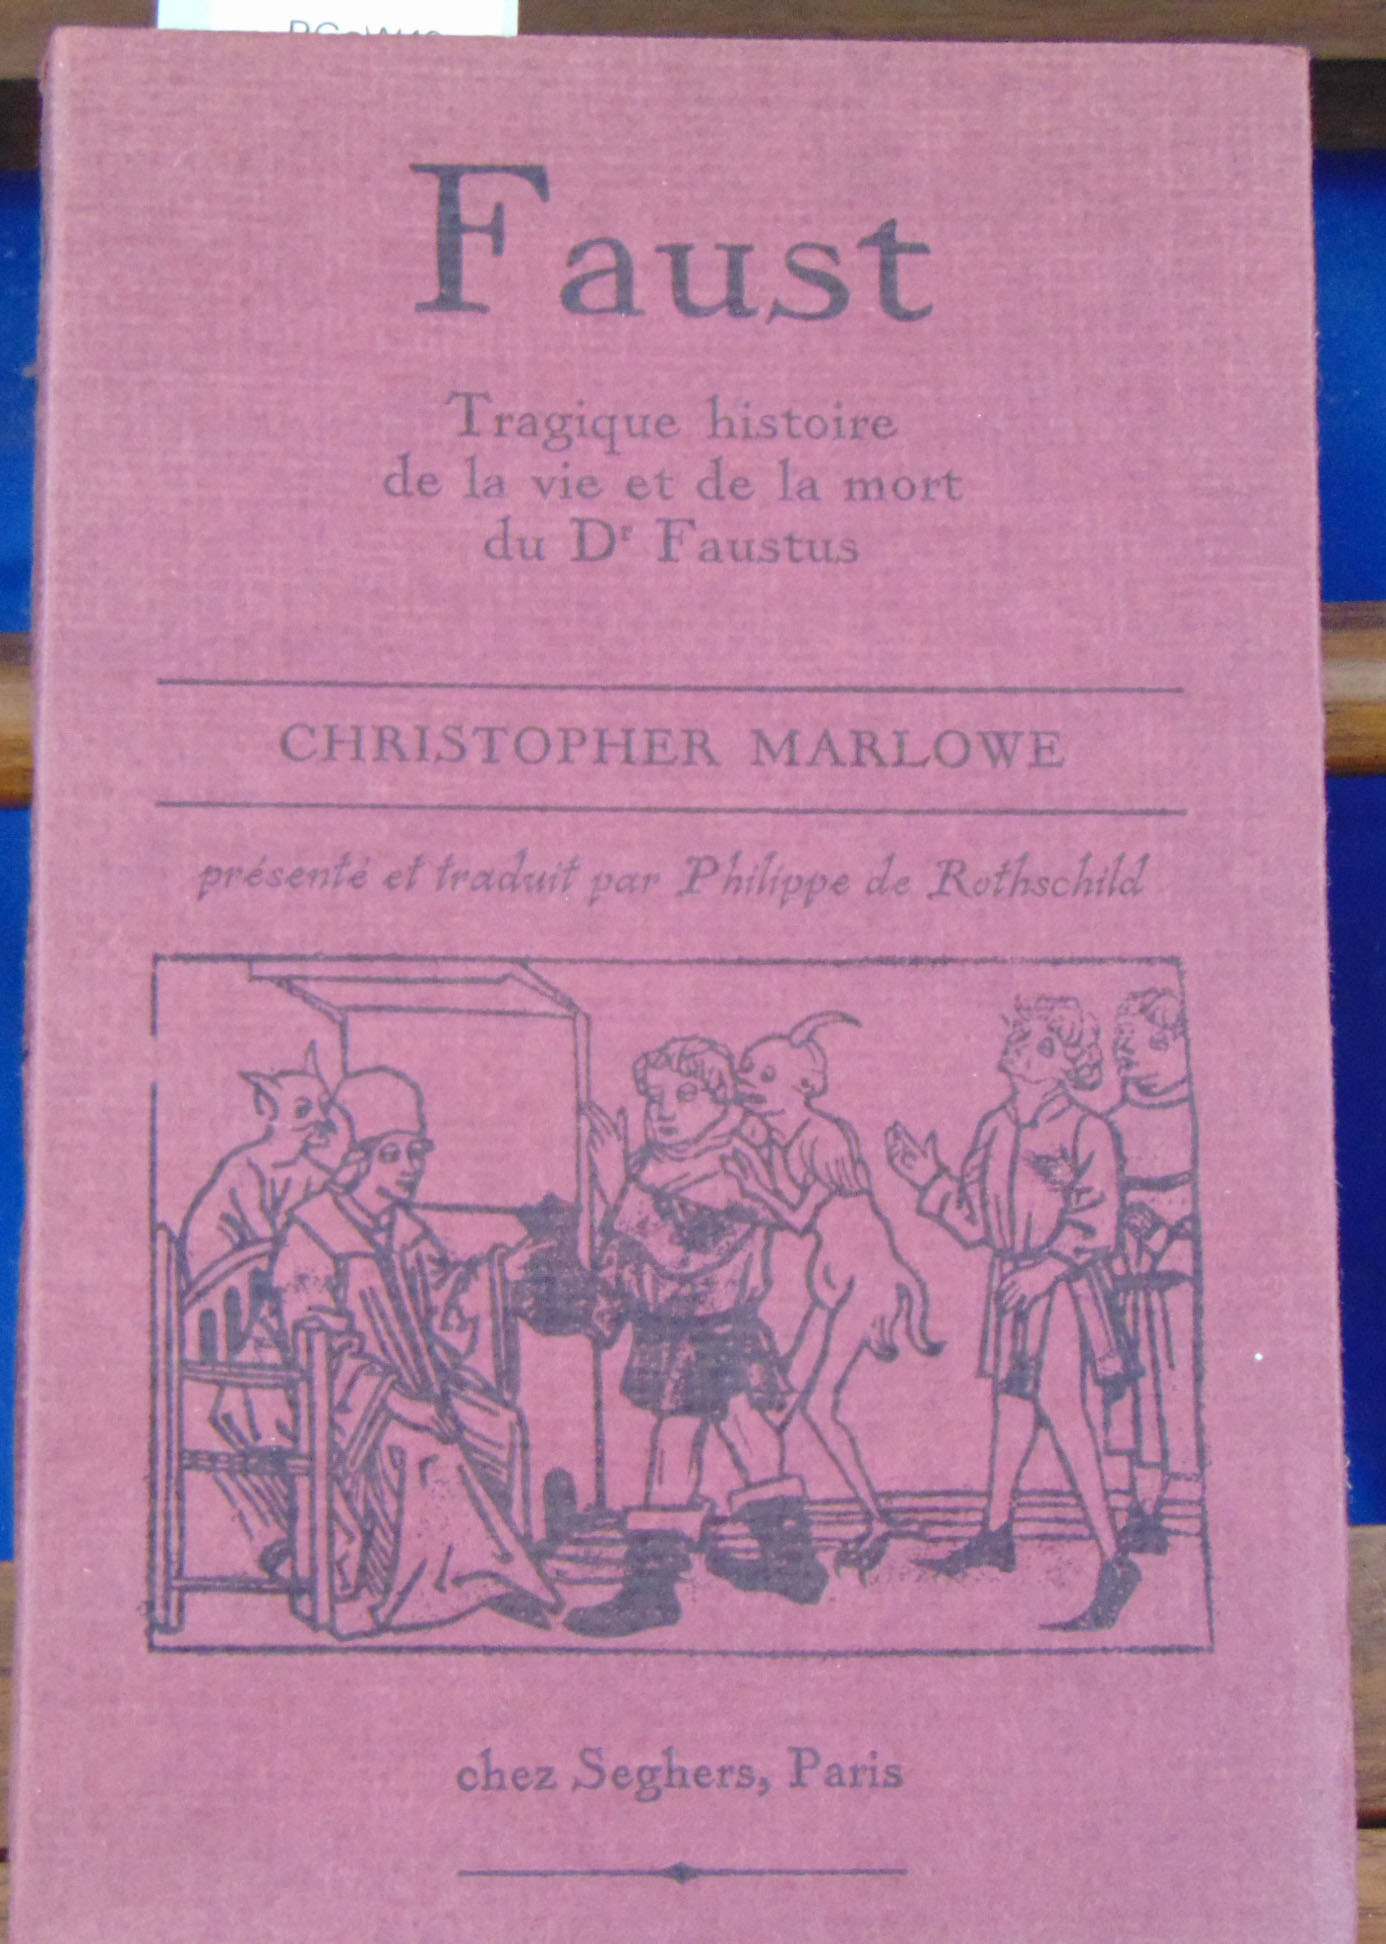 Faust
Tragique histoire
de la vie et de la mort
du Dr Faustus
CHRISTOPHER MARLOWE
présenté et traduit par Philippe de Rothschild
chez Seghers, Paris